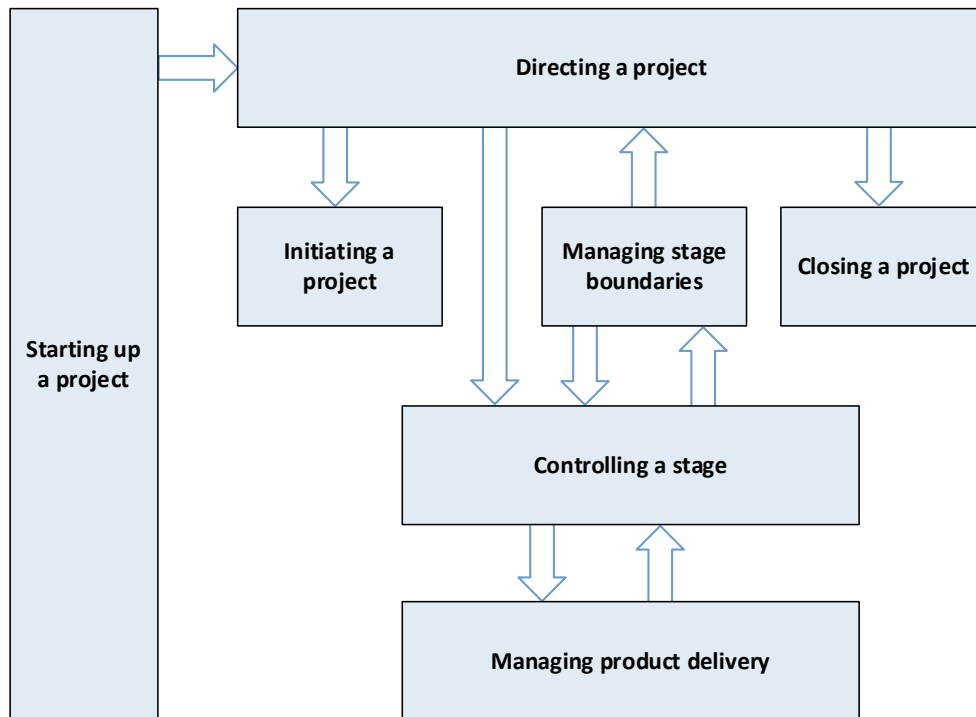 Directing a project
Initiating a
project
Managing stage
boundaries
Closing a project
Starting up
a project
Controlling a stage
Managing product delivery